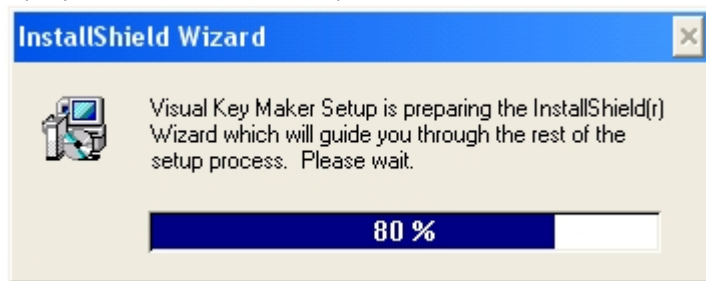 InstallShield Wizard
Visual Key Maker Setup is preparing the InstallShield(r)
Wizard which will guide you through the rest of the
setup process.  Please wait.
80 %